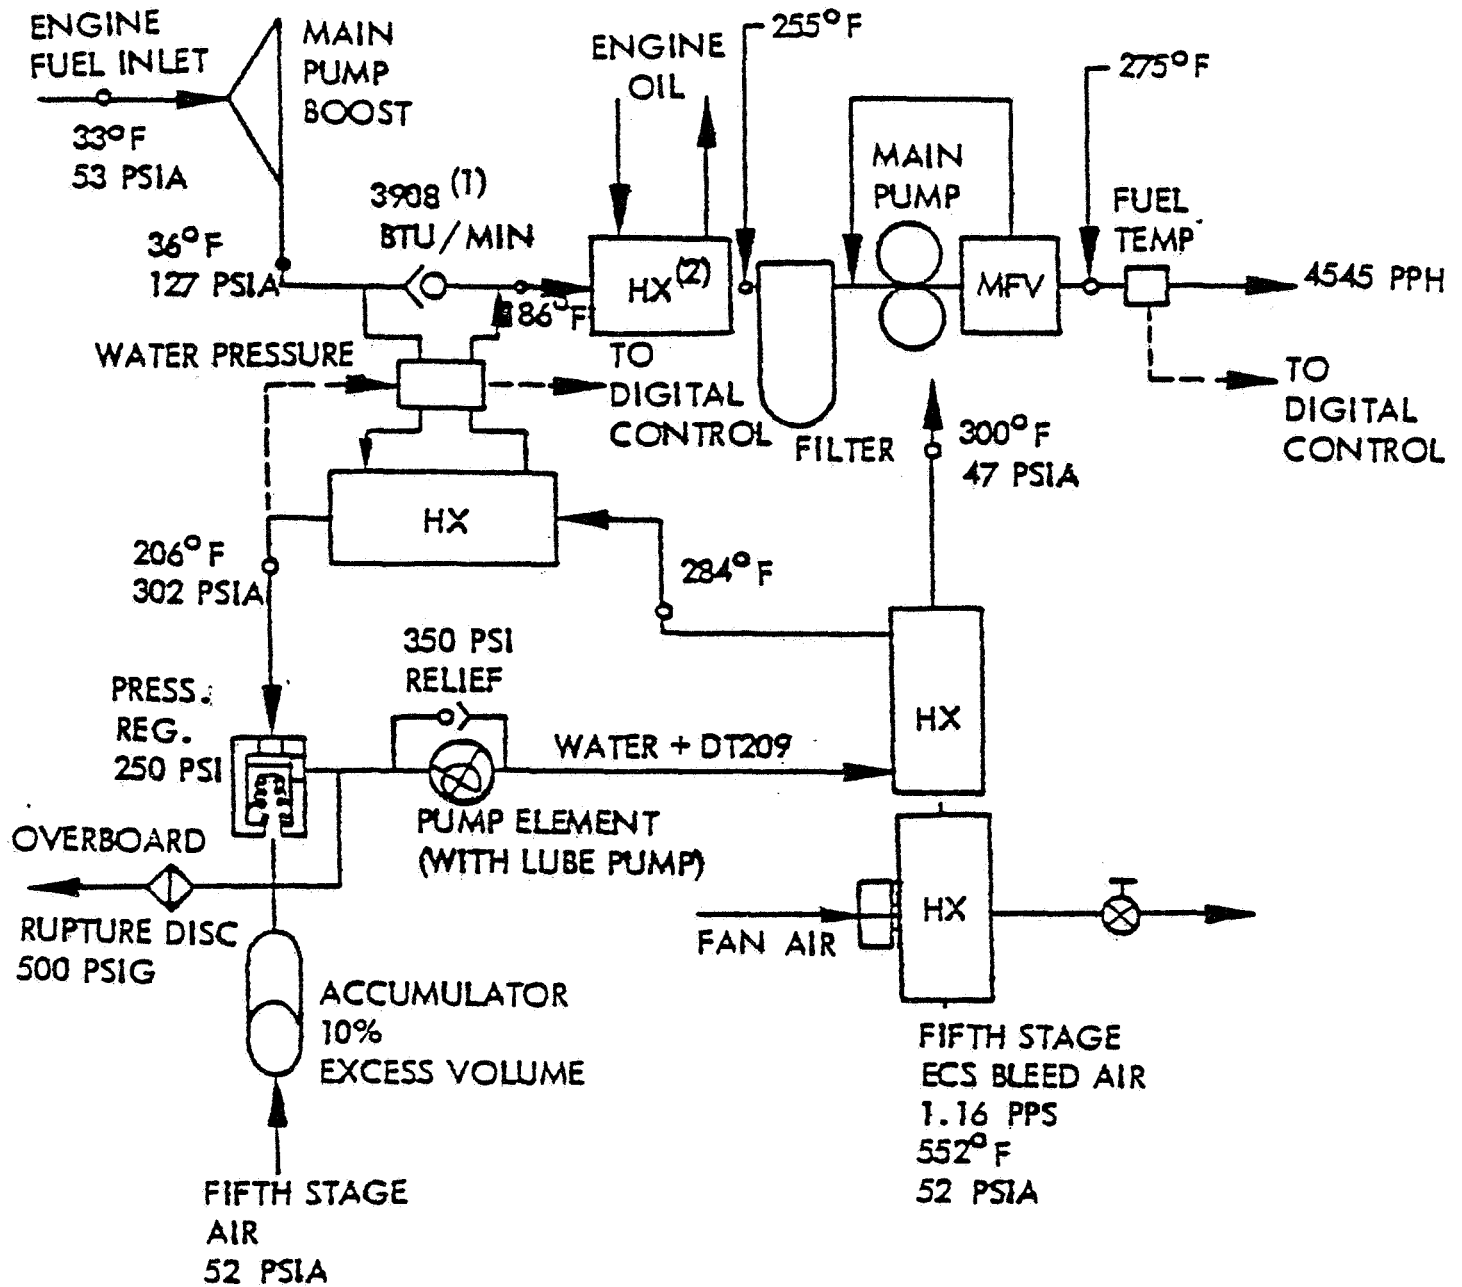 ENGINE
FUEL INLET
33°F
53 PSIA
MAIN
PUMP
BOOST
36°F
127 PSIA
3908 (1)
BTU/MIN
86°F
ENGINE
OIL
HX(2)
255°F
MAIN
PUMP
MFV
275°F
FUEL
TEMP
4545 PPH
TO
DIGITAL
CONTROL
WATER PRESSURE
TO
DIGITAL
CONTROL
FILTER
300°F
47 PSIA
HX
206°F
302 PSIA
284°F
350 PSI
RELIEF
PRESS.
REG.
250 PSI
WATER + DT209
HX
PUMP ELEMENT
(WITH LUBE PUMP)
OVERBOARD
RUPTURE DISC
500 PSIG
FAN AIR
HX
ACCUMULATOR
10%
EXCESS VOLUME
FIFTH STAGE
ECS BLEED AIR
1.16 PPS
552°F
52 PSIA
FIFTH STAGE
AIR
52 PSIA